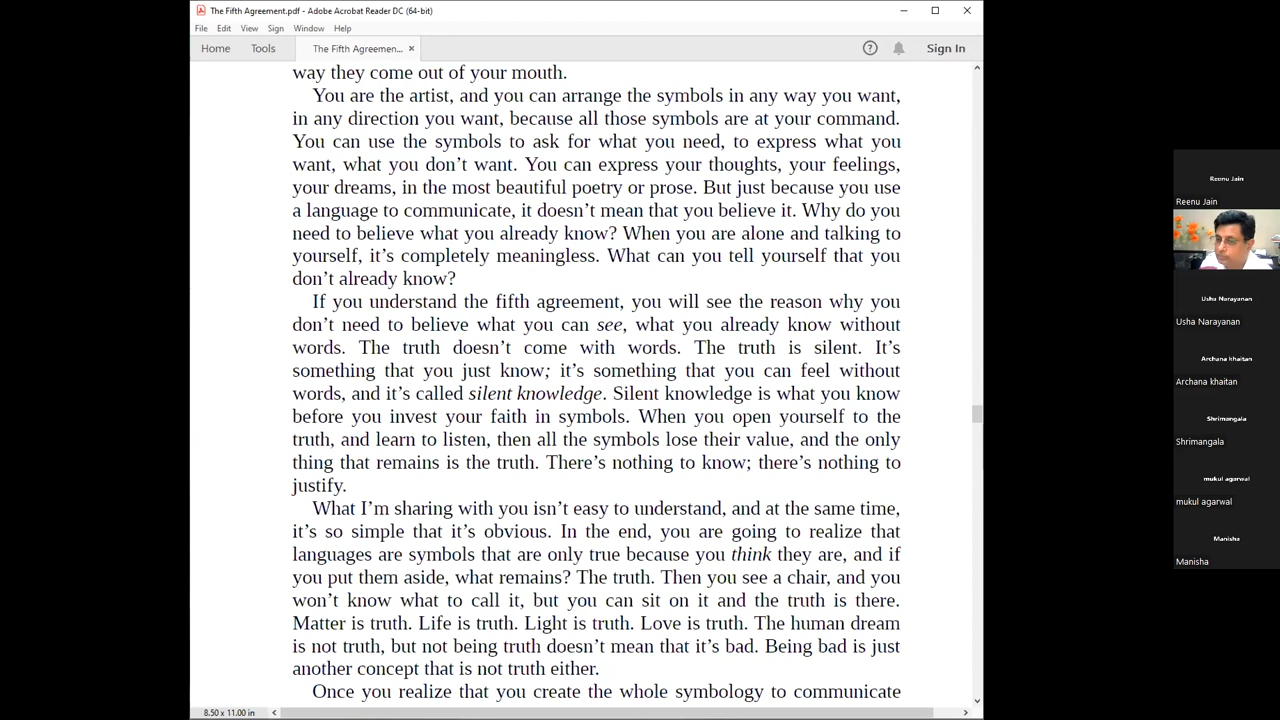 The Fifth Agreement.pdf - Adobe Acrobat Reader DC (64-bit)
File Edit View Sign Window Help
Home Tools The Fifth Agreemen... × Sign In
way they come out of your mouth.
You are the artist, and you can arrange the symbols in any way you want,
in any direction you want, because all those symbols are at your command.
You can use the symbols to ask for what you need, to express what you
want, what you don’t want. You can express your thoughts, your feelings,
your dreams, in the most beautiful poetry or prose. But just because you use
a language to communicate, it doesn’t mean that you believe it. Why do you
need to believe what you already know? When you are alone and talking to
yourself, it’s completely meaningless. What can you tell yourself that you
don’t already know?
If you understand the fifth agreement, you will see the reason why you
don’t need to believe what you can see, what you already know without
words. The truth doesn’t come with words. The truth is silent. It’s
something that you just know; it’s something that you can feel without
words, and it’s called silent knowledge. Silent knowledge is what you know
before you invest your faith in symbols. When you open yourself to the
truth, and learn to listen, then all the symbols lose their value, and the only
thing that remains is the truth. There’s nothing to know; there’s nothing to
justify.
What I’m sharing with you isn’t easy to understand, and at the same time,
it’s so simple that it’s obvious. In the end, you are going to realize that
languages are symbols that are only true because you think they are, and if
you put them aside, what remains? The truth. Then you see a chair, and you
won’t know what to call it, but you can sit on it and the truth is there.
Matter is truth. Life is truth. Light is truth. Love is truth. The human dream
is not truth, but not being truth doesn’t mean that it’s bad. Being bad is just
another concept that is not truth either.
Once you realize that you create the whole symbology to communicate
8.50 x 11.00 in
Reenu Jain
Reenu Jain
Usha Narayanan
Usha Narayanan
Archana khaitan
Archana khaitan
Shrimangala
Shrimangala
mukul agarwal
mukul agarwal
Manisha
Manisha